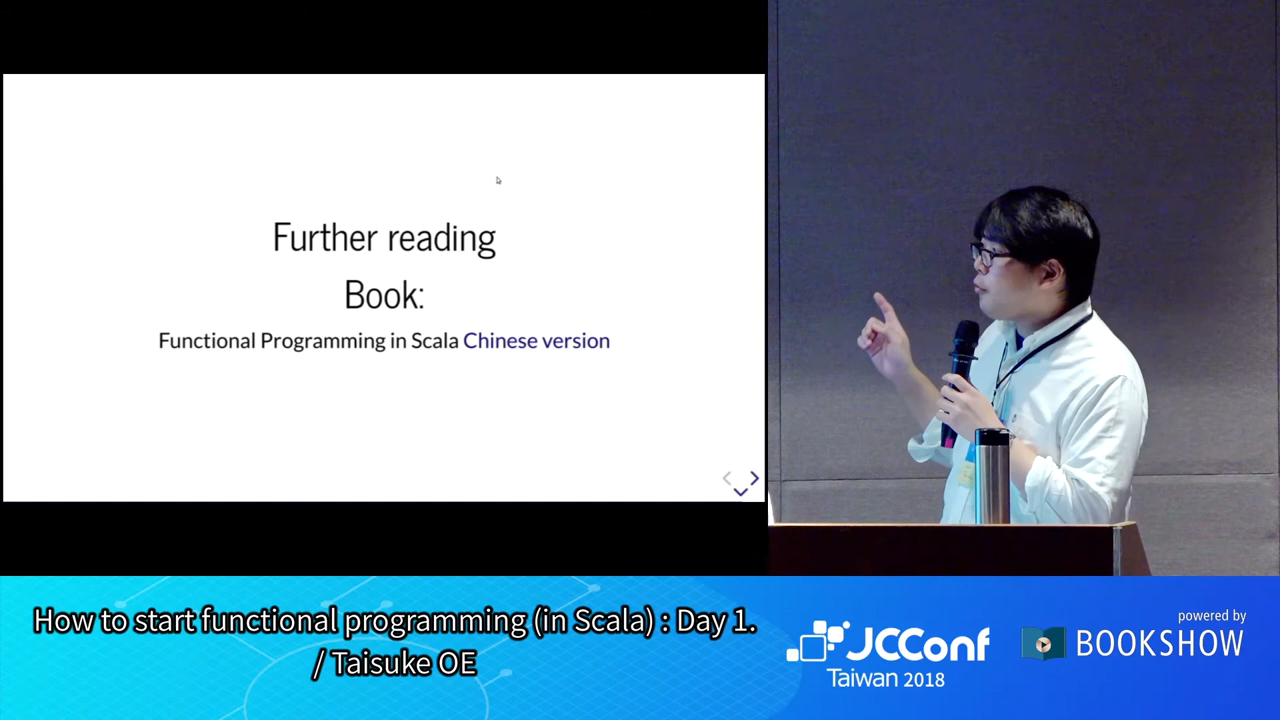 Further reading
Book:
Functional Programming in Scala Chinese version
How to start functional programming (in Scala) : Day 1.
/ Taisuke OE
JCConf
Taiwan 2018
powered by
BOOKSHOW